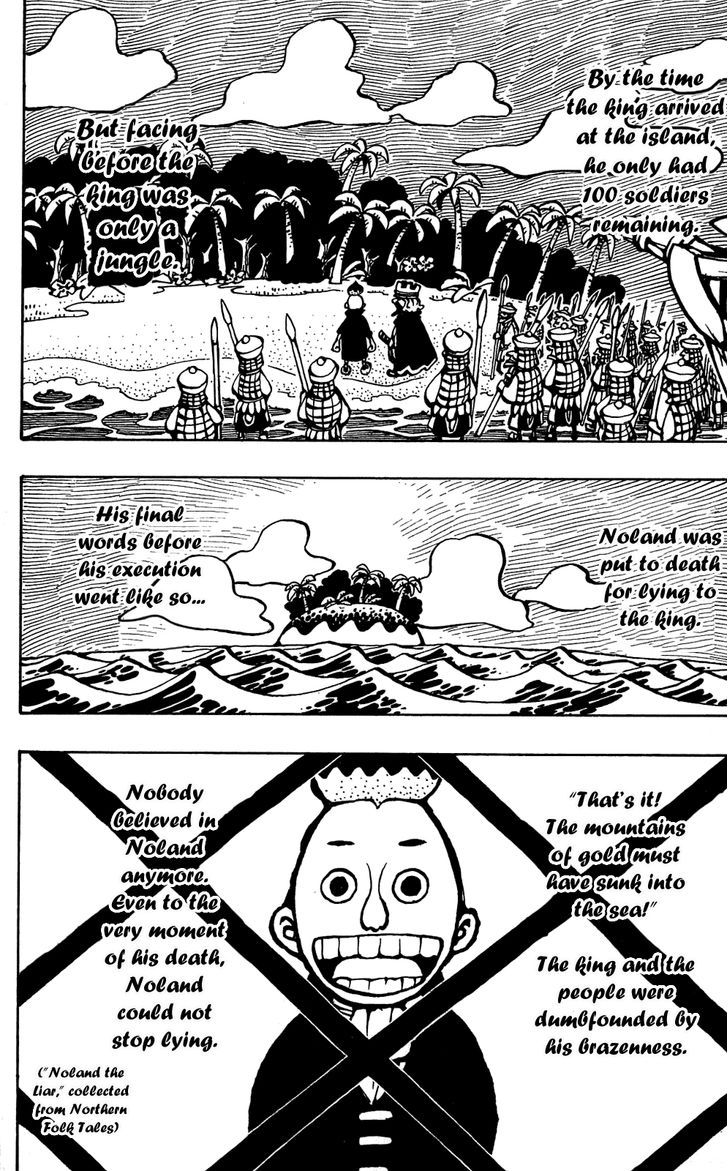 By the time
the king arrived
at the island,
he only had
100 soldiers
remaining.
But facing
before the
king was
only a
jungle.
Noland was
put to death
for lying to
the king.
His final
words before
his execution
went like so...
"That's it!
The mountains
of gold must
have sunk into
the sea!"
The king and the
people were
dumbfounded by
his brazenness.
Nobody
believed in
Noland
anymore.
Even to the
very moment
of his death,
Noland
could not
stop lying.
("Noland the
Liar," collected
from Northern
Folk Tales)